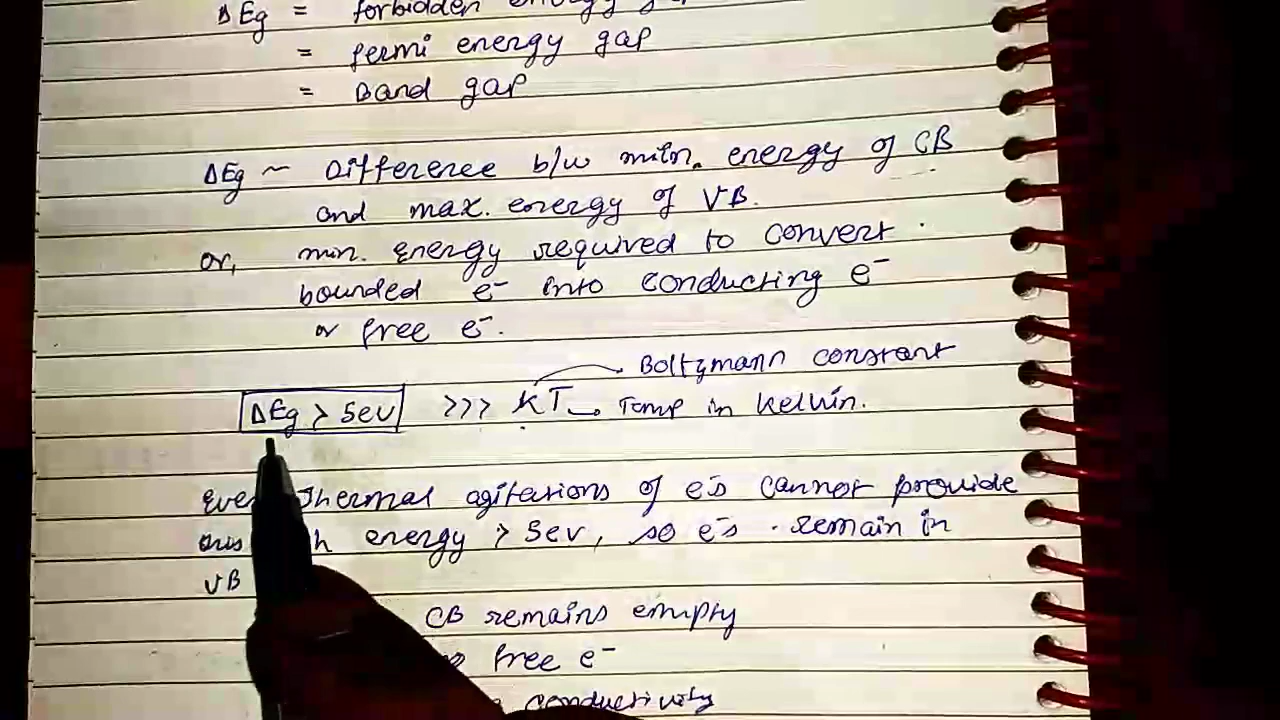 ΔEg = forbidden energy
= fermi energy gap
= Band gap
ΔEg ~ Difference b/w min. energy of CB
and max. energy of VB.
or, min. energy required to convert
bounded e⁻ into conducting e⁻
or free e⁻.
Boltzmann constant
ΔEg > 5ev >>> KT → Temp in Kelvin.
thermal agitations of e⁻s cannot provide
energy > 5ev, so e⁻s remain in
VB
CB remains empty
free e⁻
conductivity